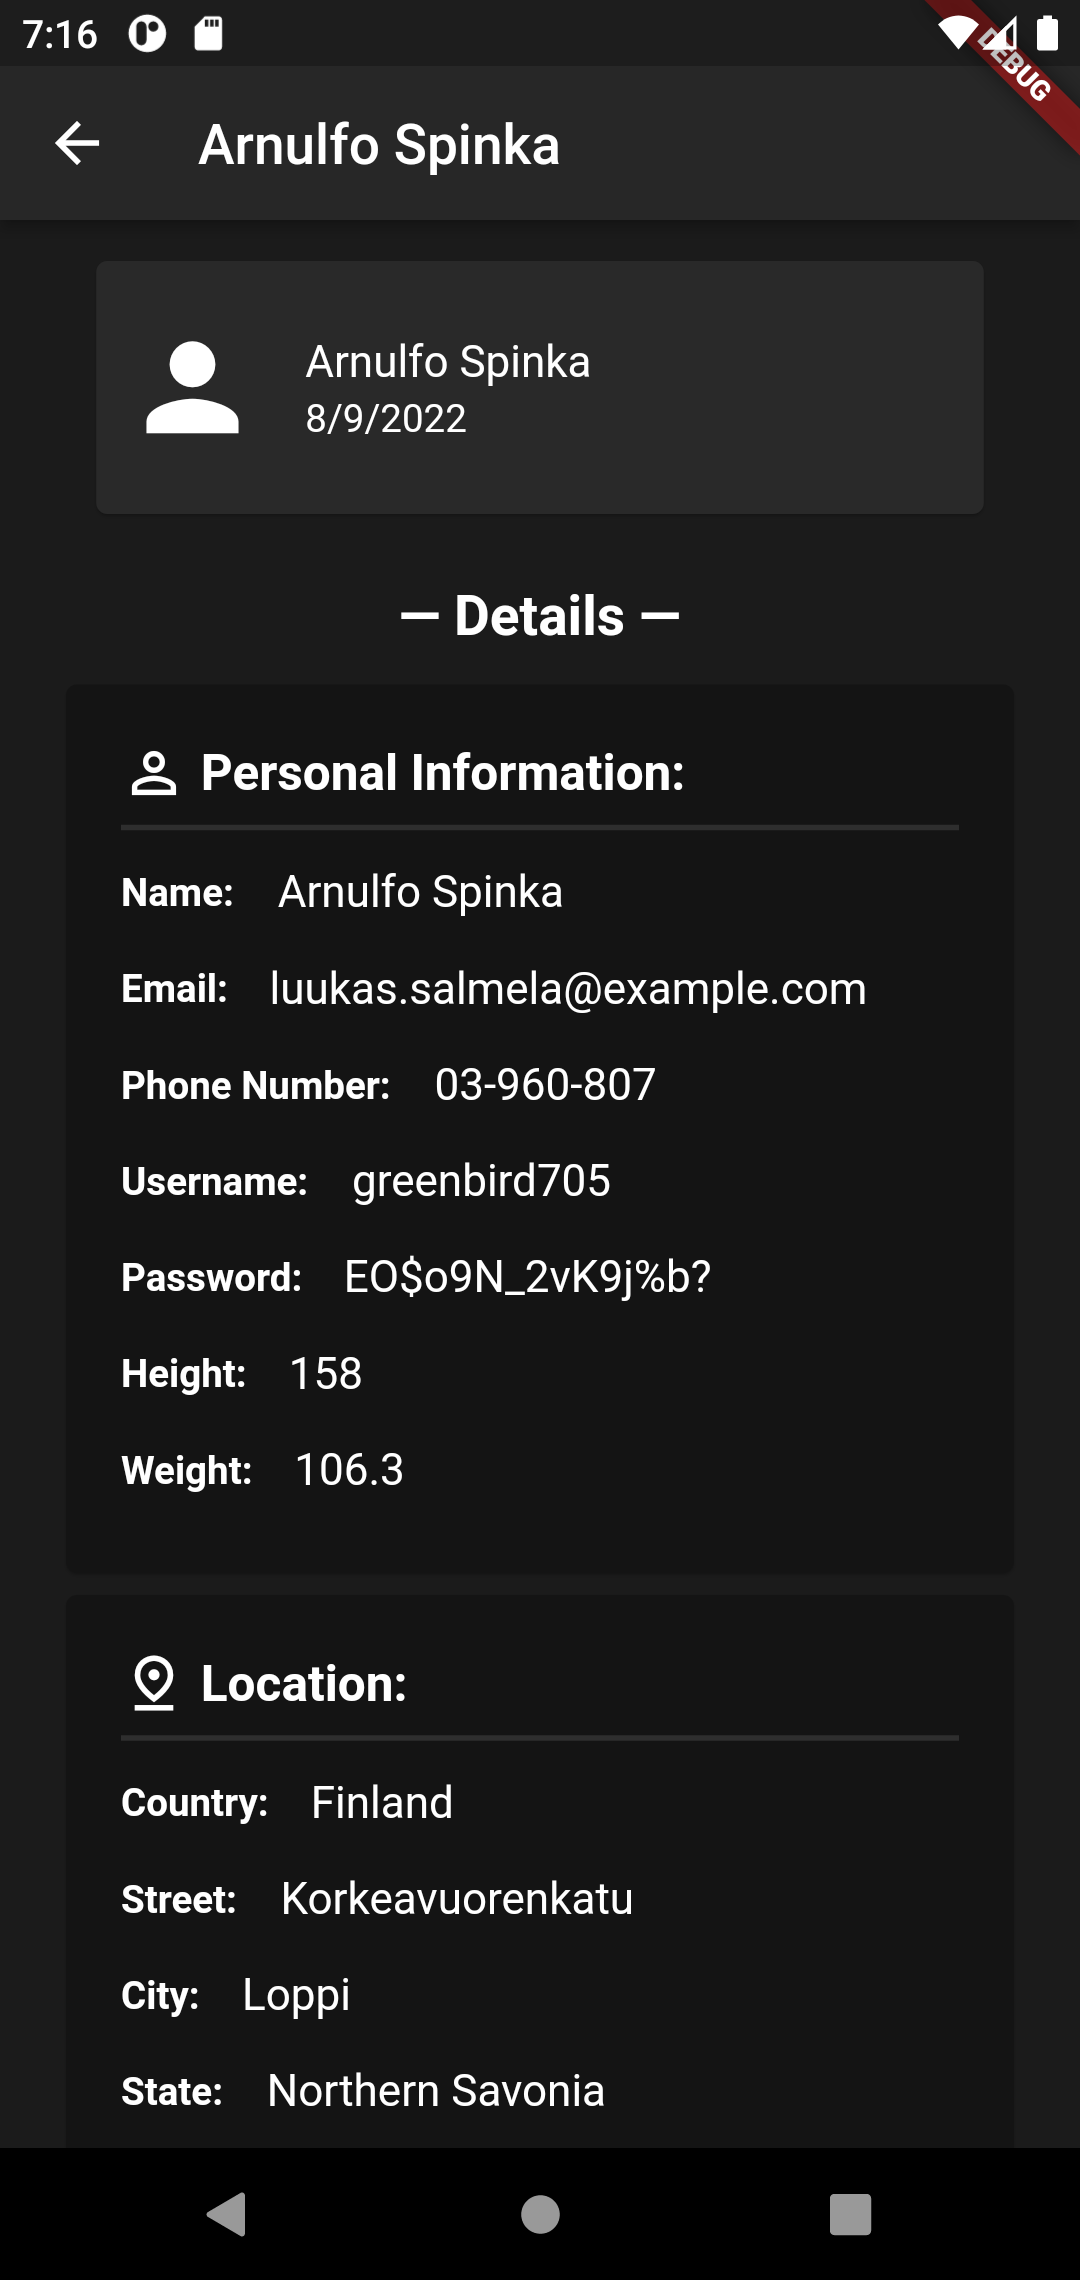 7:16
DEBUG
Arnulfo Spinka
Arnulfo Spinka
8/9/2022
— Details —
Personal Information:
Name: Arnulfo Spinka
Email: luukas.salmela@example.com
Phone Number: 03-960-807
Username: greenbird705
Password: EO$o9N_2vK9j%b?
Height: 158
Weight: 106.3
Location:
Country: Finland
Street: Korkeavuorenkatu
City: Loppi
State: Northern Savonia